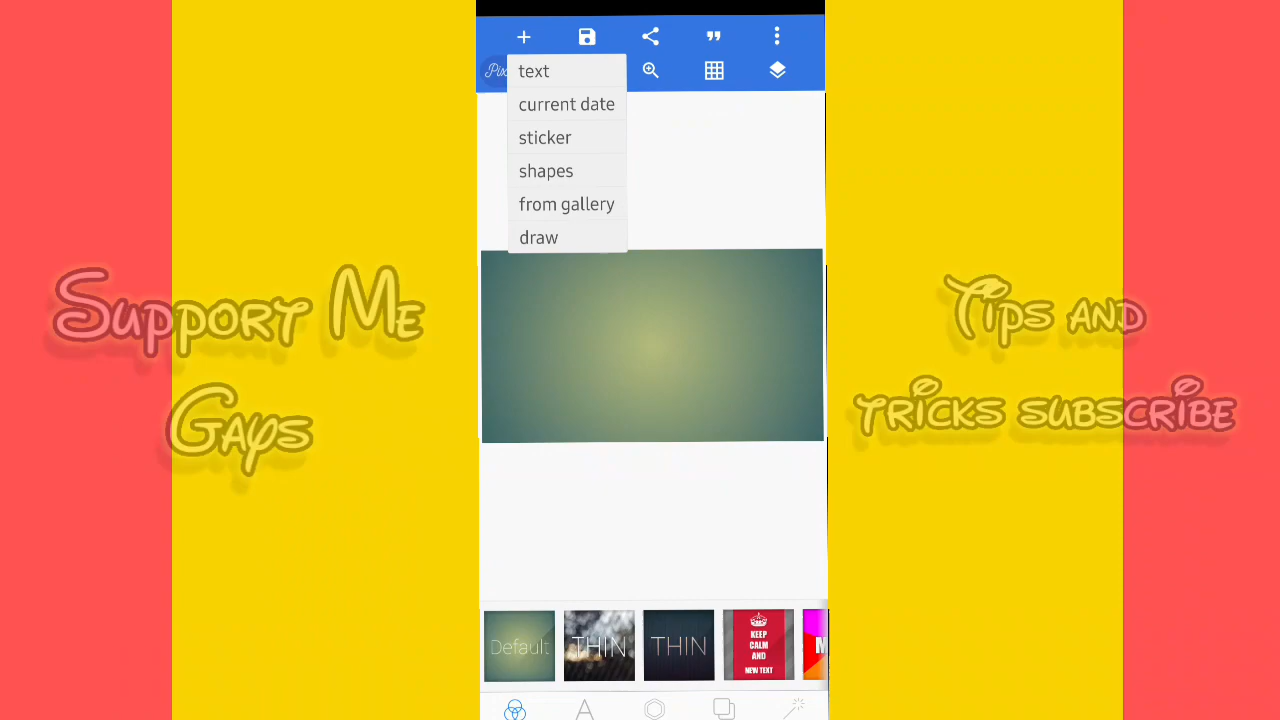 Support Me
Gays
Pix
text
current date
sticker
shapes
from gallery
draw
Default
THIN
THIN
KEEP
CALM
AND
NEW TEXT
M
A
Tips and
tricks subscribe